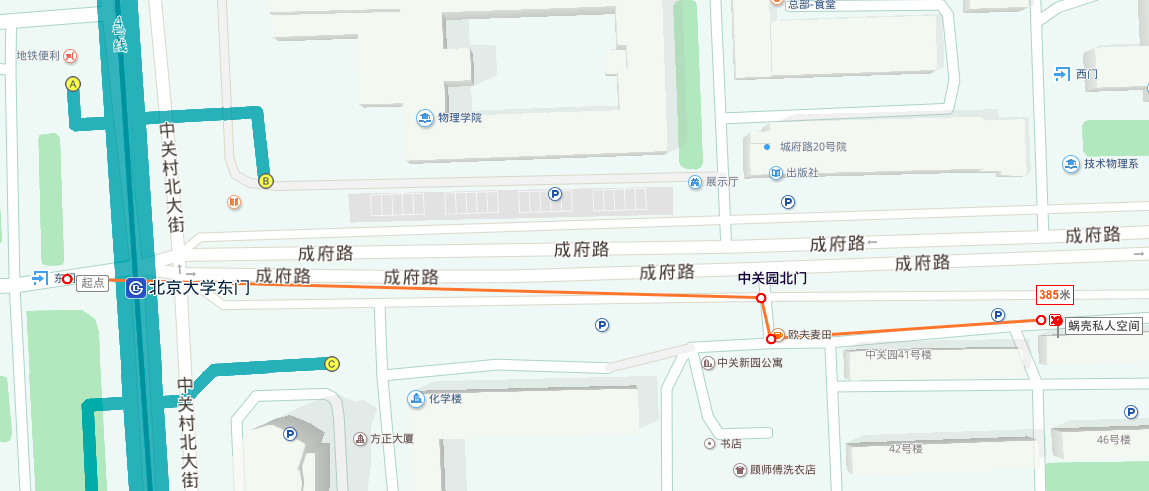 总部-食堂
4号线
地铁便利
A
西门
物理学院
中关村北大街
城府路20号院
技术物理系
出版社
B
展示厅
P
P
成府路
成府路
成府路←
成府路
成府路
成府路
成府路
成府路
东
起点
北京大学东门
中关园北门
385米
P
P
蜗壳私人空间
欧夫麦田
中关园41号楼
中关新园公寓
C
中关村北大街
化学楼
P
P
方正大厦
书店
42号楼
46号楼
顾师傅洗衣店